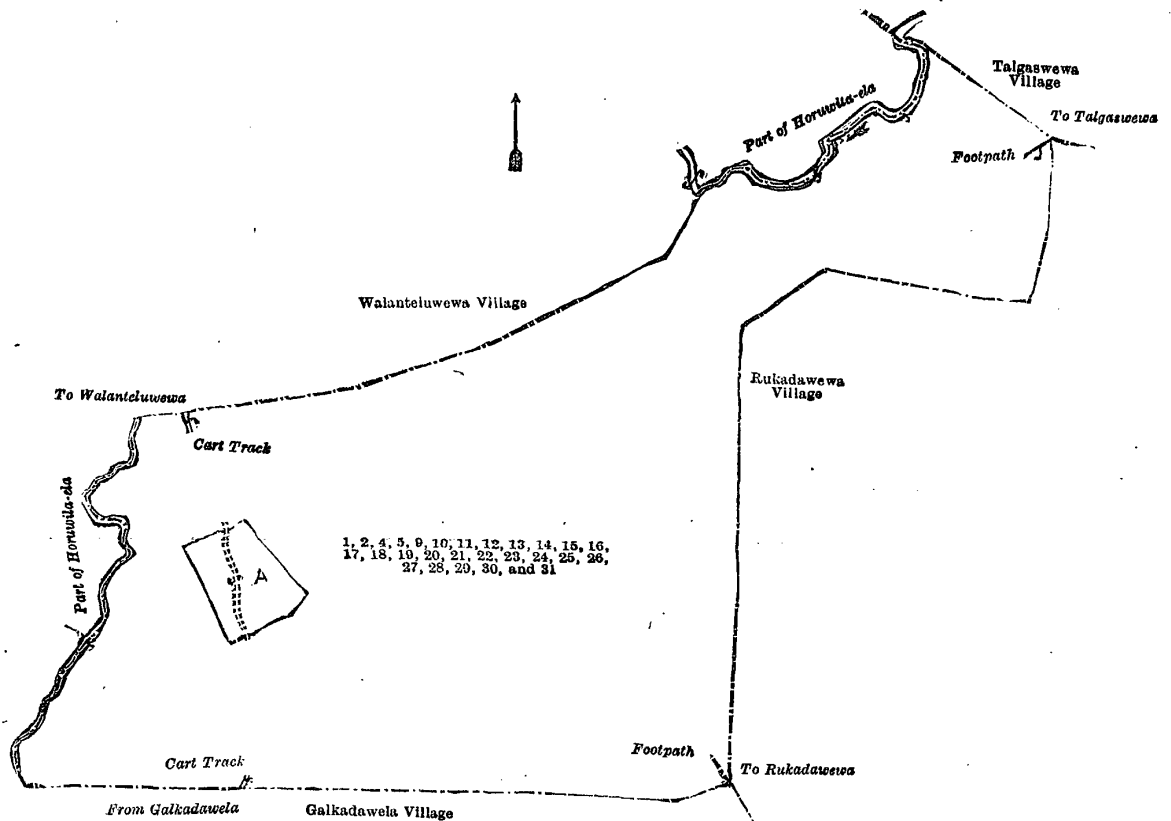 Talgaswewa
Village
To Talgaswewa
Part of Horuwila-ela
Footpath
Walanteluwewa Village
Rukadawewa
Village
To Walanteluwewa
Cart Track
Part of Horuwila-ela
1, 2, 4, 5, 9, 10, 11, 12, 13, 14, 15, 16,
17, 18, 19, 20, 21, 22, 23, 24, 25, 26,
27, 28, 29, 30, and 31
A
Footpath
To Rukadawewa
Cart Track
From Galkadawela
Galkadawela Village